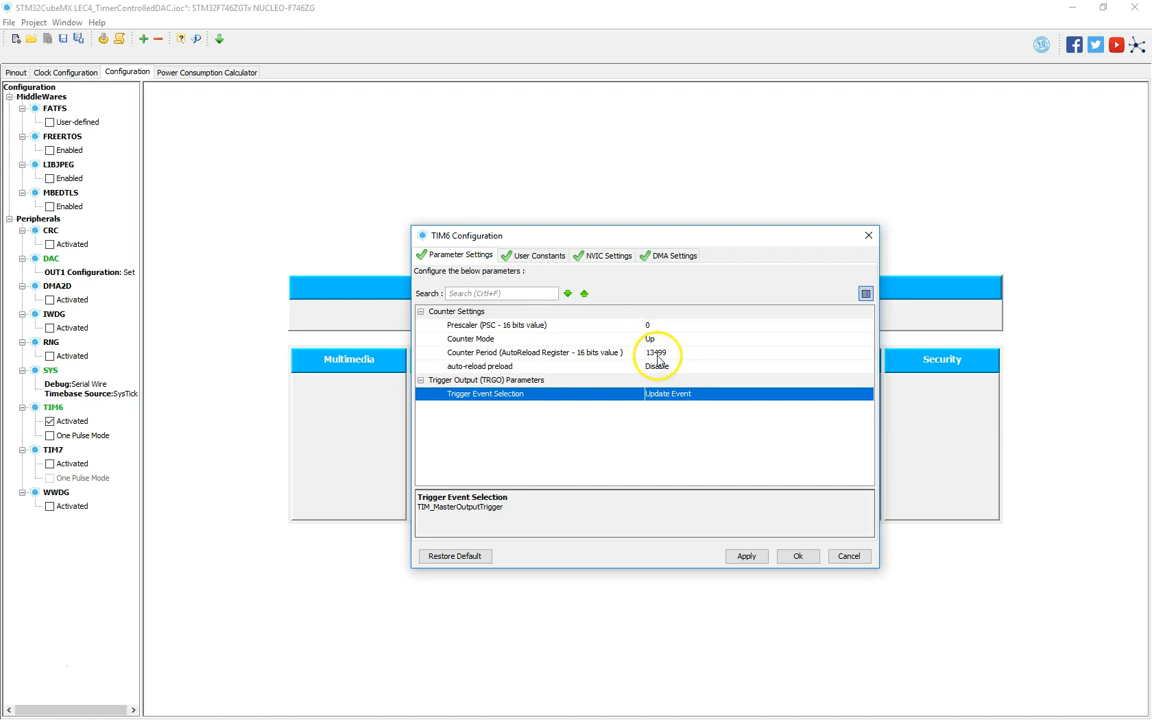 STM32CubeMX LEC4_TimerControlledDAC.ioc*: STM32F746ZGTx NUCLEO-F746ZG
File Project Window Help
Pinout Clock Configuration Configuration Power Consumption Calculator
Configuration
MiddleWares
FATFS
User-defined
FREERTOS
Enabled
LIBJPEG
Enabled
MBEDTLS
Enabled
Peripherals
CRC
Activated
DAC
OUT1 Configuration: Set
DMA2D
Activated
IWDG
Activated
RNG
Activated
SYS
Debug:Serial Wire
Timebase Source:SysTick
TIM6
Activated
One Pulse Mode
TIM7
Activated
One Pulse Mode
WWDG
Activated
Multimedia
Security
TIM6 Configuration
Parameter Settings User Constants NVIC Settings DMA Settings
Configure the below parameters :
Search : Search (Crtl+F)
Counter Settings
Prescaler (PSC - 16 bits value) 0
Counter Mode Up
Counter Period (AutoReload Register - 16 bits value ) 13499
auto-reload preload Disable
Trigger Output (TRGO) Parameters
Trigger Event Selection Update Event
Trigger Event Selection
TIM_MasterOutputTrigger
Restore Default Apply Ok Cancel